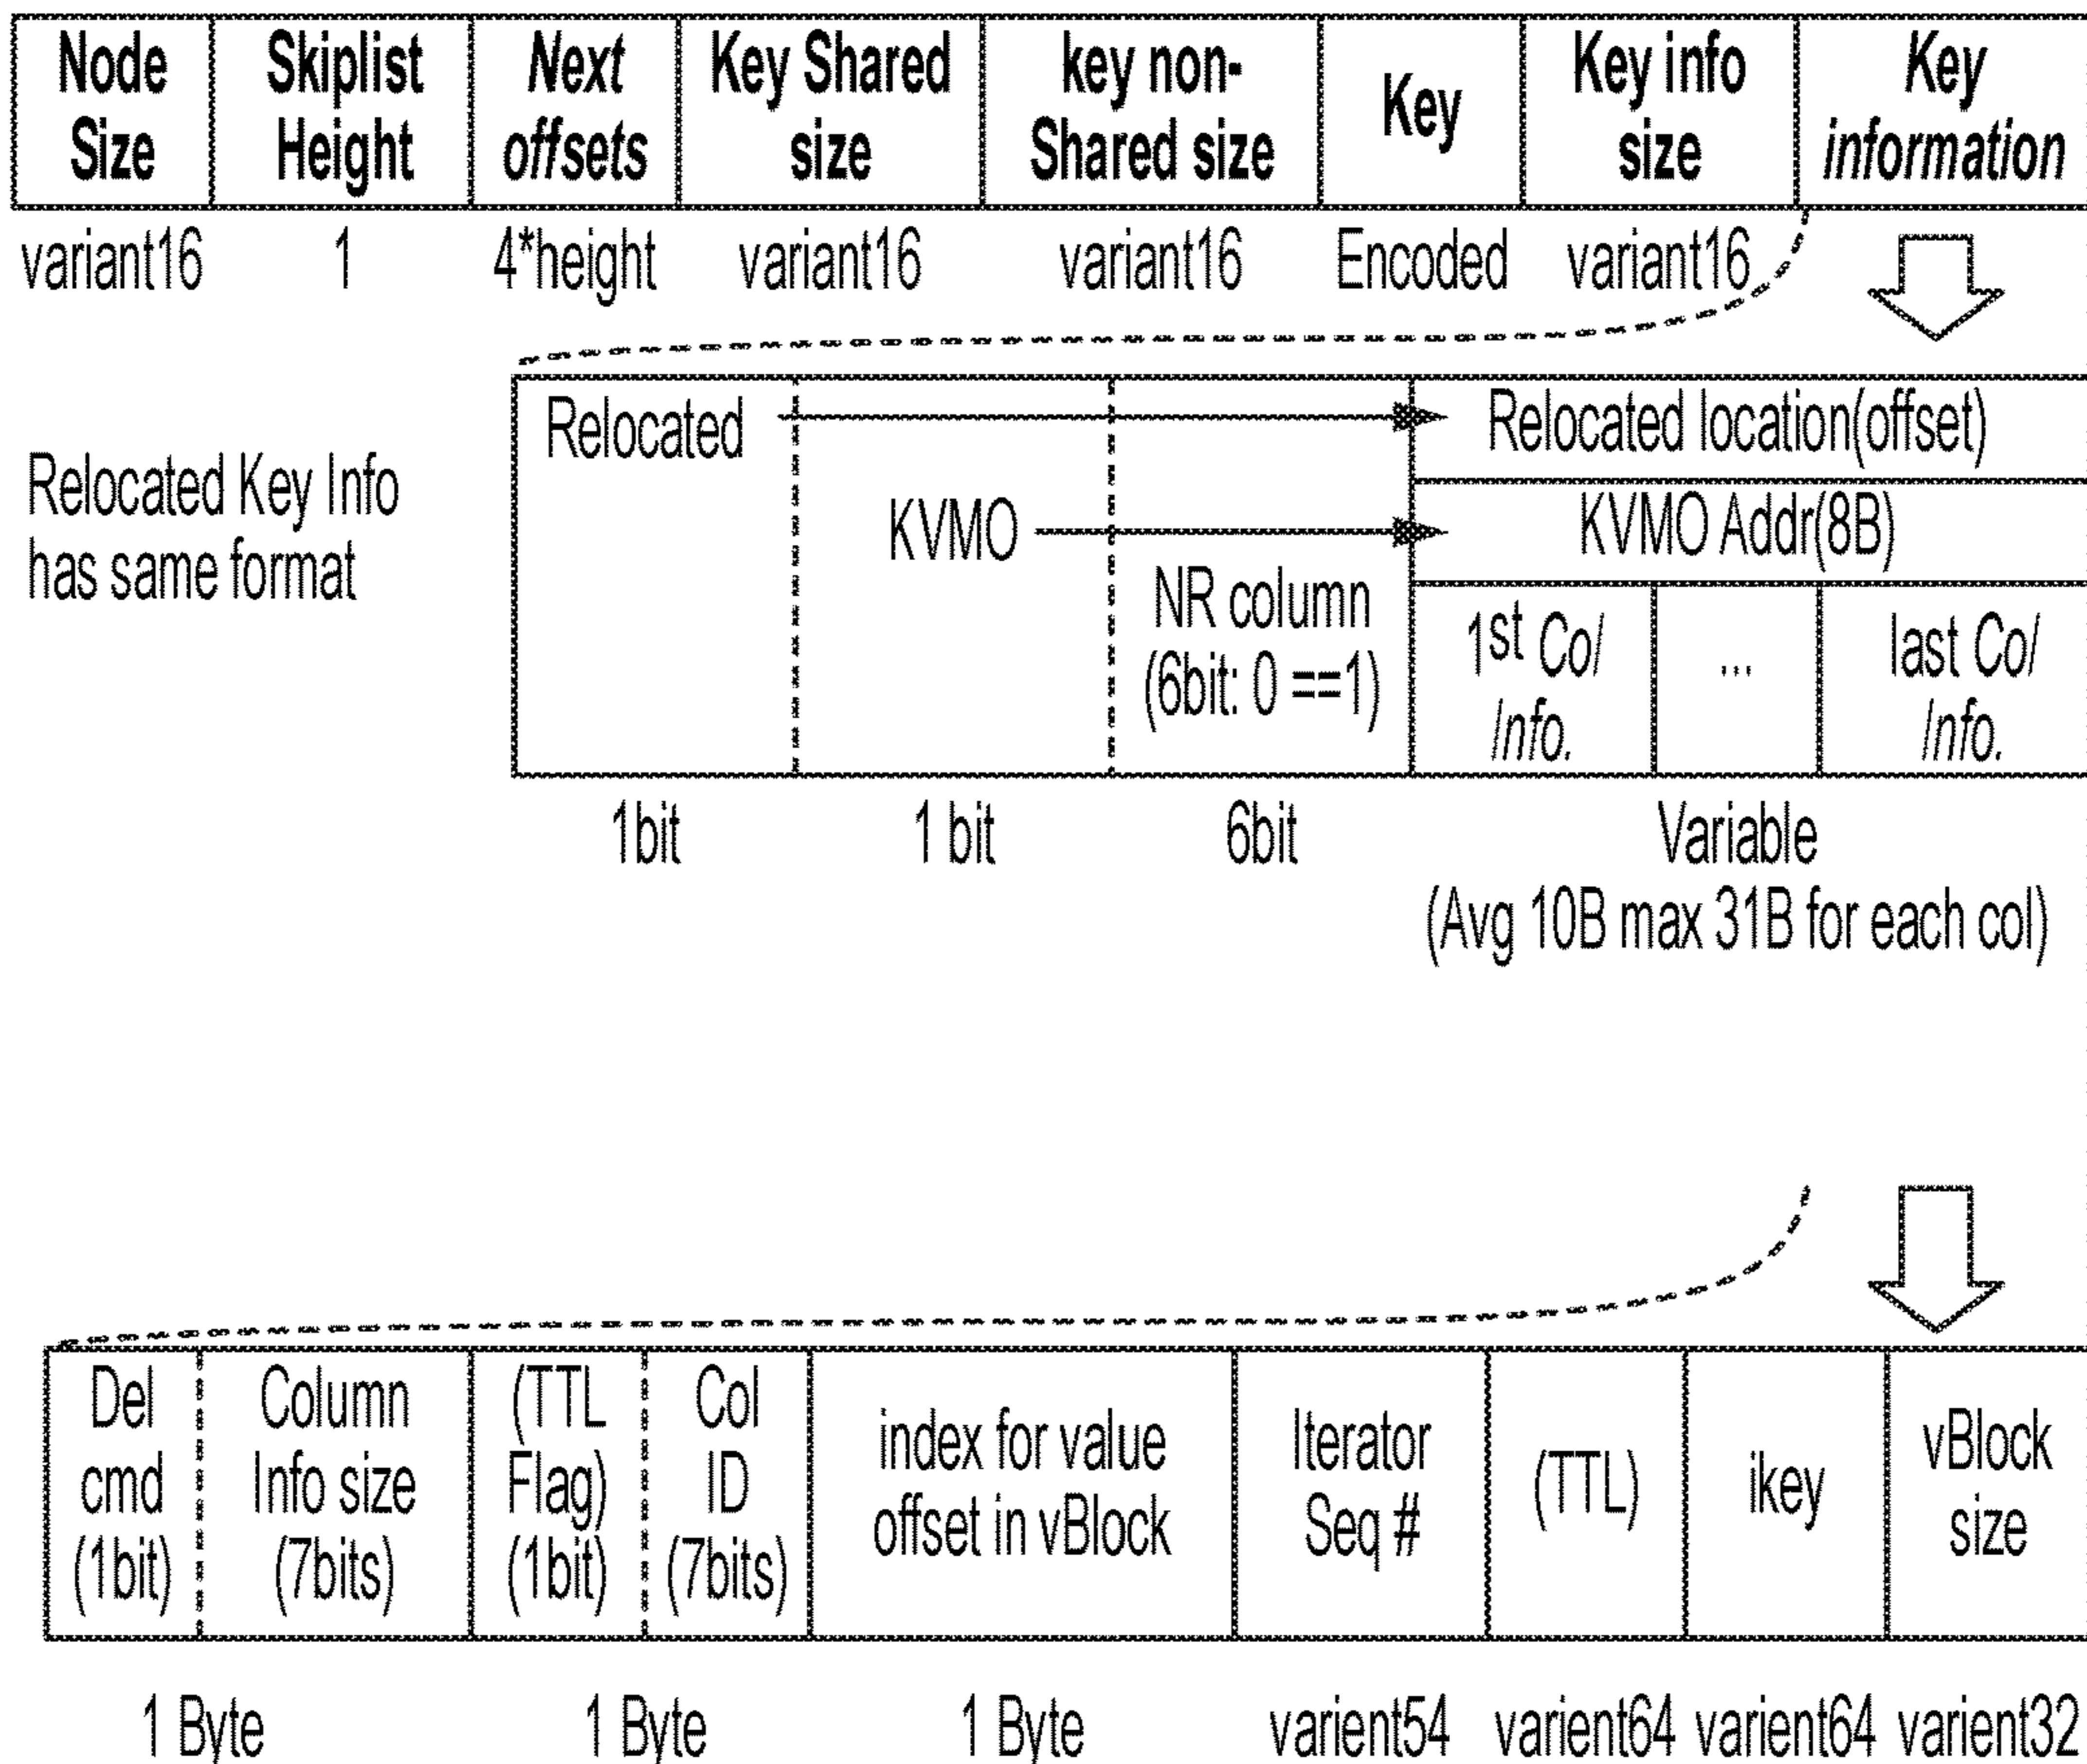 Node
Size
Skiplist
Height
Next
offsets
Key Shared
size
key non-
Shared size
Key
Key info
size
Key
information
variant16
1
4*height
variant16
variant16
Encoded
variant16
Relocated Key Info
has same format
Relocated
KVMO
NR column
(6bit: 0 ==1)
Relocated location(offset)
KVMO Addr(8B)
1st Col
Info.
...
last Col
Info.
1bit
1 bit
6bit
Variable
(Avg 10B max 31B for each col)
Del
cmd
(1bit)
Column
Info size
(7bits)
(TTL
Flag)
(1bit)
Col
ID
(7bits)
index for value
offset in vBlock
Iterator
Seq #
(TTL)
ikey
vBlock
size
1 Byte
1 Byte
1 Byte
varient54
varient64
varient64
varient32